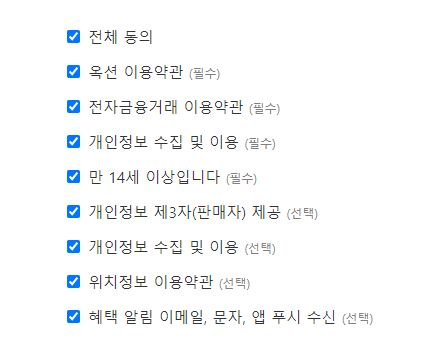 전체 동의
옥션 이용약관 (필수)
전자금융거래 이용약관 (필수)
개인정보 수집 및 이용 (필수)
만 14세 이상입니다 (필수)
개인정보 제3자(판매자) 제공 (선택)
개인정보 수집 및 이용 (선택)
위치정보 이용약관 (선택)
혜택 알림 이메일, 문자, 앱 푸시 수신 (선택)